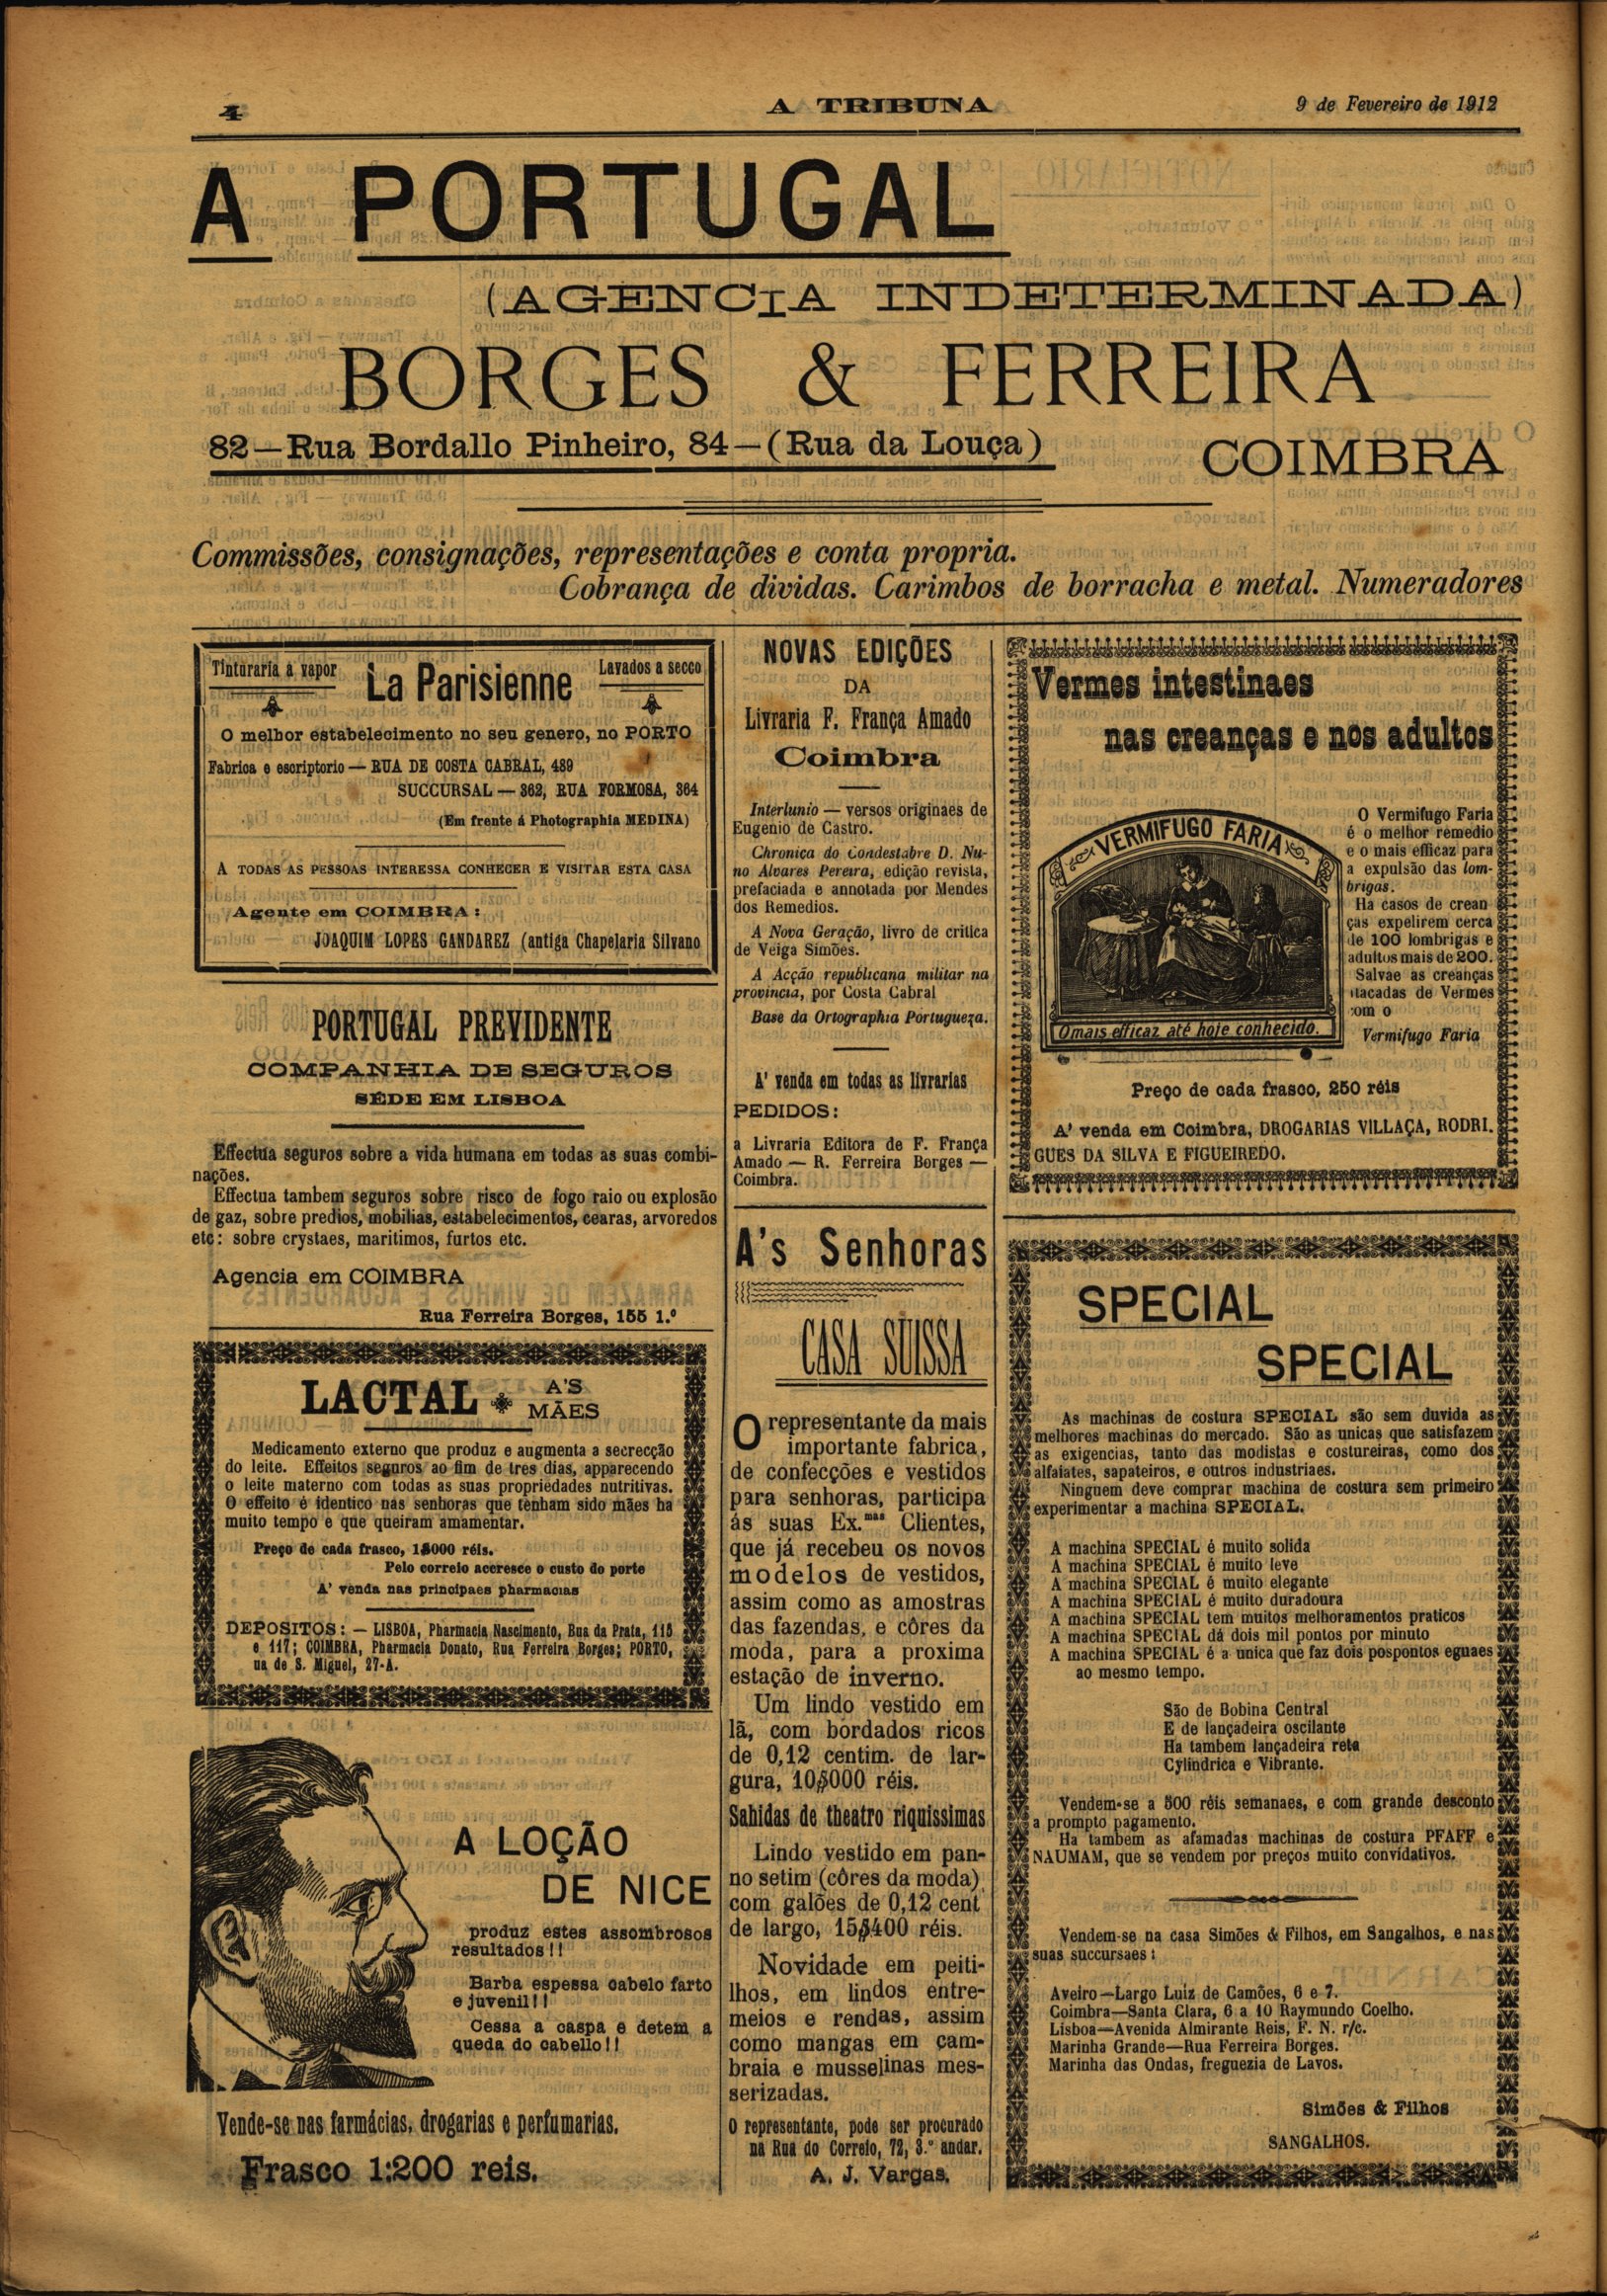 4
A TRIBUNA
9 de Fevereiro de 1912
A PORTUGAL
(AGENCIA INDETERMINADA)
BORGES & FERREIRA
82—Rua Bordallo Pinheiro, 84—(Rua da Louça)
COIMBRA
Commissões, consignações, representações e conta propria.
Cobrança de dividas. Carimbos de borracha e metal. Numeradores
Tinturaria a vapor
La Parisienne
Lavados a secco
O melhor estabelecimento no seu genero, no PORTO
Fabrica e escriptorio — RUA DE COSTA CABRAL, 489
SUCCURSAL — 362, RUA FORMOSA, 364
(Em frente á Photographia MEDINA)
A TODAS AS PESSOAS INTERESSA CONHECER E VISITAR ESTA CASA
Agente em COIMBRA:
JOAQUIM LOPES GANDAREZ (antiga Chapelaria Silvano
PORTUGAL PREVIDENTE
COMPANHIA DE SEGUROS
SÉDE EM LISBOA
Effectua seguros sobre a vida humana em todas as suas combi-
nações.
Effectua tambem seguros sobre risco de fogo raio ou explosão
de gaz, sobre predios, mobilias, estabelecimentos, cearas, arvoredos
etc: sobre crystaes, maritimos, furtos etc.
Agencia em COIMBRA
Rua Ferreira Borges, 155 1.º
LACTAL
A'S
MÃES
Medicamento externo que produz e augmenta a secrecção
do leite. Effeitos seguros ao fim de tres dias, apparecendo
o leite materno com todas as suas propriedades nutritivas.
O effeito é identico nas senhoras que tenham sido mães ha
muito tempo e que queiram amamentar.
Preço de cada frasco, 1$000 réis.
Pelo correio accresce o custo do porte
A' venda nas principaes pharmacias
DEPOSITOS: — LISBOA, Pharmacia Nascimento, Rua da Prata, 115
e 117; COIMBRA, Pharmacia Donato, Rua Ferreira Borges; PORTO,
ua de S. Miguel, 27-A.
A LOÇÃO
DE NICE
produz estes assombrosos
resultados!!
Barba espessa cabelo farto
e juvenil!!
Cessa a caspa e detem a
queda do cabello!!
Vende-se nas farmácias, drogarias e perfumarias.
Frasco 1:200 reis.
NOVAS EDIÇÕES
DA
Livraria F. França Amado
Coimbra
Interlunio — versos originaes de
Eugenio de Castro.
Chronica do Condestabre D. Nu-
no Alvares Pereira, edição revista,
prefaciada e annotada por Mendes
dos Remedios.
A Nova Geração, livro de critica
de Veiga Simões.
A Acção republicana militar na
provincia, por Costa Cabral
Base da Ortographia Portugueza.
A' venda em todas as livrarias
PEDIDOS:
a Livraria Editora de F. França
Amado — R. Ferreira Borges —
Coimbra.
A's Senhoras
CASA SUISSA
O representante da mais
importante fabrica,
de confecções e vestidos
para senhoras, participa
ás suas Ex.mas Clientes,
que já recebeu os novos
modelos de vestidos,
assim como as amostras
das fazendas, e côres da
moda, para a proxima
estação de inverno.
Um lindo vestido em
lã, com bordados ricos
de 0,12 centim. de lar-
gura, 10$000 réis.
Sahidas de theatro riquissimas
Lindo vestido em pan-
no setim (côres da moda)
com galões de 0,12 cent
de largo, 15$400 réis.
Novidade em peiti-
lhos, em lindos entre-
meios e rendas, assim
como mangas em cam-
braia e musselinas mes-
serizadas.
O representante, pode ser procurado
na Rua do Correio, 72, 3.º andar.
A. J. Vargas.
Vermes intestinaes
nas creanças e nos adultos
VERMIFUGO FARIA
O mais efficaz até hoje conhecido.
O Vermifugo Faria
é o melhor remedio
e o mais efficaz para
a expulsão das lom-
brigas.
Ha casos de crean
ças expelirem cerca
de 100 lombrigas e
adultos mais de 200.
Salvae as creanças
atacadas de Vermes
com o
Vermifugo Faria
Preço de cada frasco, 250 réis
A' venda em Coimbra, DROGARIAS VILLAÇA, RODRI.
GUES DA SILVA E FIGUEIREDO.
SPECIAL
SPECIAL
As machinas de costura SPECIAL são sem duvida as
melhores machinas do mercado. São as unicas que satisfazem
as exigencias, tanto das modistas e costureiras, como dos
alfaiates, sapateiros, e outros industriaes.
Ninguem deve comprar machina de costura sem primeiro
experimentar a machina SPECIAL.
A machina SPECIAL é muito solida
A machina SPECIAL é muito leve
A machina SPECIAL é muito elegante
A machina SPECIAL é muito duradoura
A machina SPECIAL tem muitos melhoramentos praticos
A machina SPECIAL dá dois mil pontos por minuto
A machina SPECIAL é a unica que faz dois pospontos eguaes
ao mesmo tempo.
São de Bobina Central
E de lançadeira oscilante
Ha tambem lançadeira reta
Cylindrica e Vibrante.
Vendem-se a 500 réis semanaes, e com grande desconto
a prompto pagamento.
Ha tambem as afamadas machinas de costura PFAFF e
NAUMAM, que se vendem por preços muito convidativos.
Vendem-se na casa Simões & Filhos, em Sangalhos, e nas
suas succursaes:
Aveiro—Largo Luiz de Camões, 6 e 7.
Coimbra—Santa Clara, 6 a 10 Raymundo Coelho.
Lisboa—Avenida Almirante Reis, F. N. r/c.
Marinha Grande—Rua Ferreira Borges.
Marinha das Ondas, freguezia de Lavos.
Simões & Filhos
SANGALHOS.